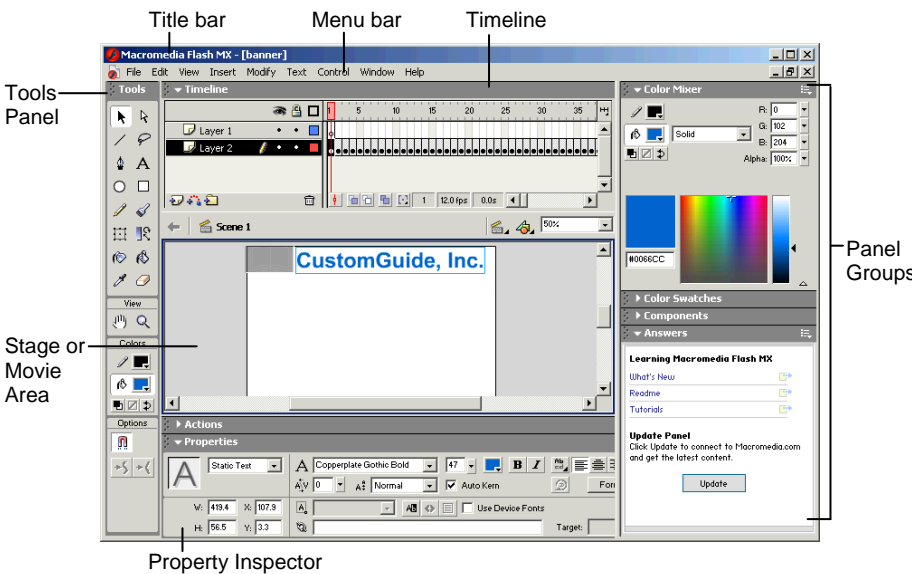 Title bar
Menu bar
Timeline
Macromedia Flash MX - [banner]
File Edit View Insert Modify Text Control Window Help
Tools
Panel
Tools
Timeline
Color Mixer
1 5 10 15 20 25 30 35
Layer 1
Layer 2
1 12.0 fps 0.0s
Solid
R: 0
G: 102
B: 204
Alpha: 100%
#0066CC
Scene 1
50%
CustomGuide, Inc.
Panel
Groups
View
Colors
Options
Stage or
Movie
Area
Color Swatches
Components
Answers
Learning Macromedia Flash MX
What's New
Readme
Tutorials
Update Panel
Click Update to connect to Macromedia.com
and get the latest content.
Update
Actions
Properties
A
Static Text
A Copperplate Gothic Bold 47 B I
A V 0 Normal Auto Kern For
W: 419.4 X: 107.9
Use Device Fonts
H: 56.5 Y: 3.3
Target:
Property Inspector